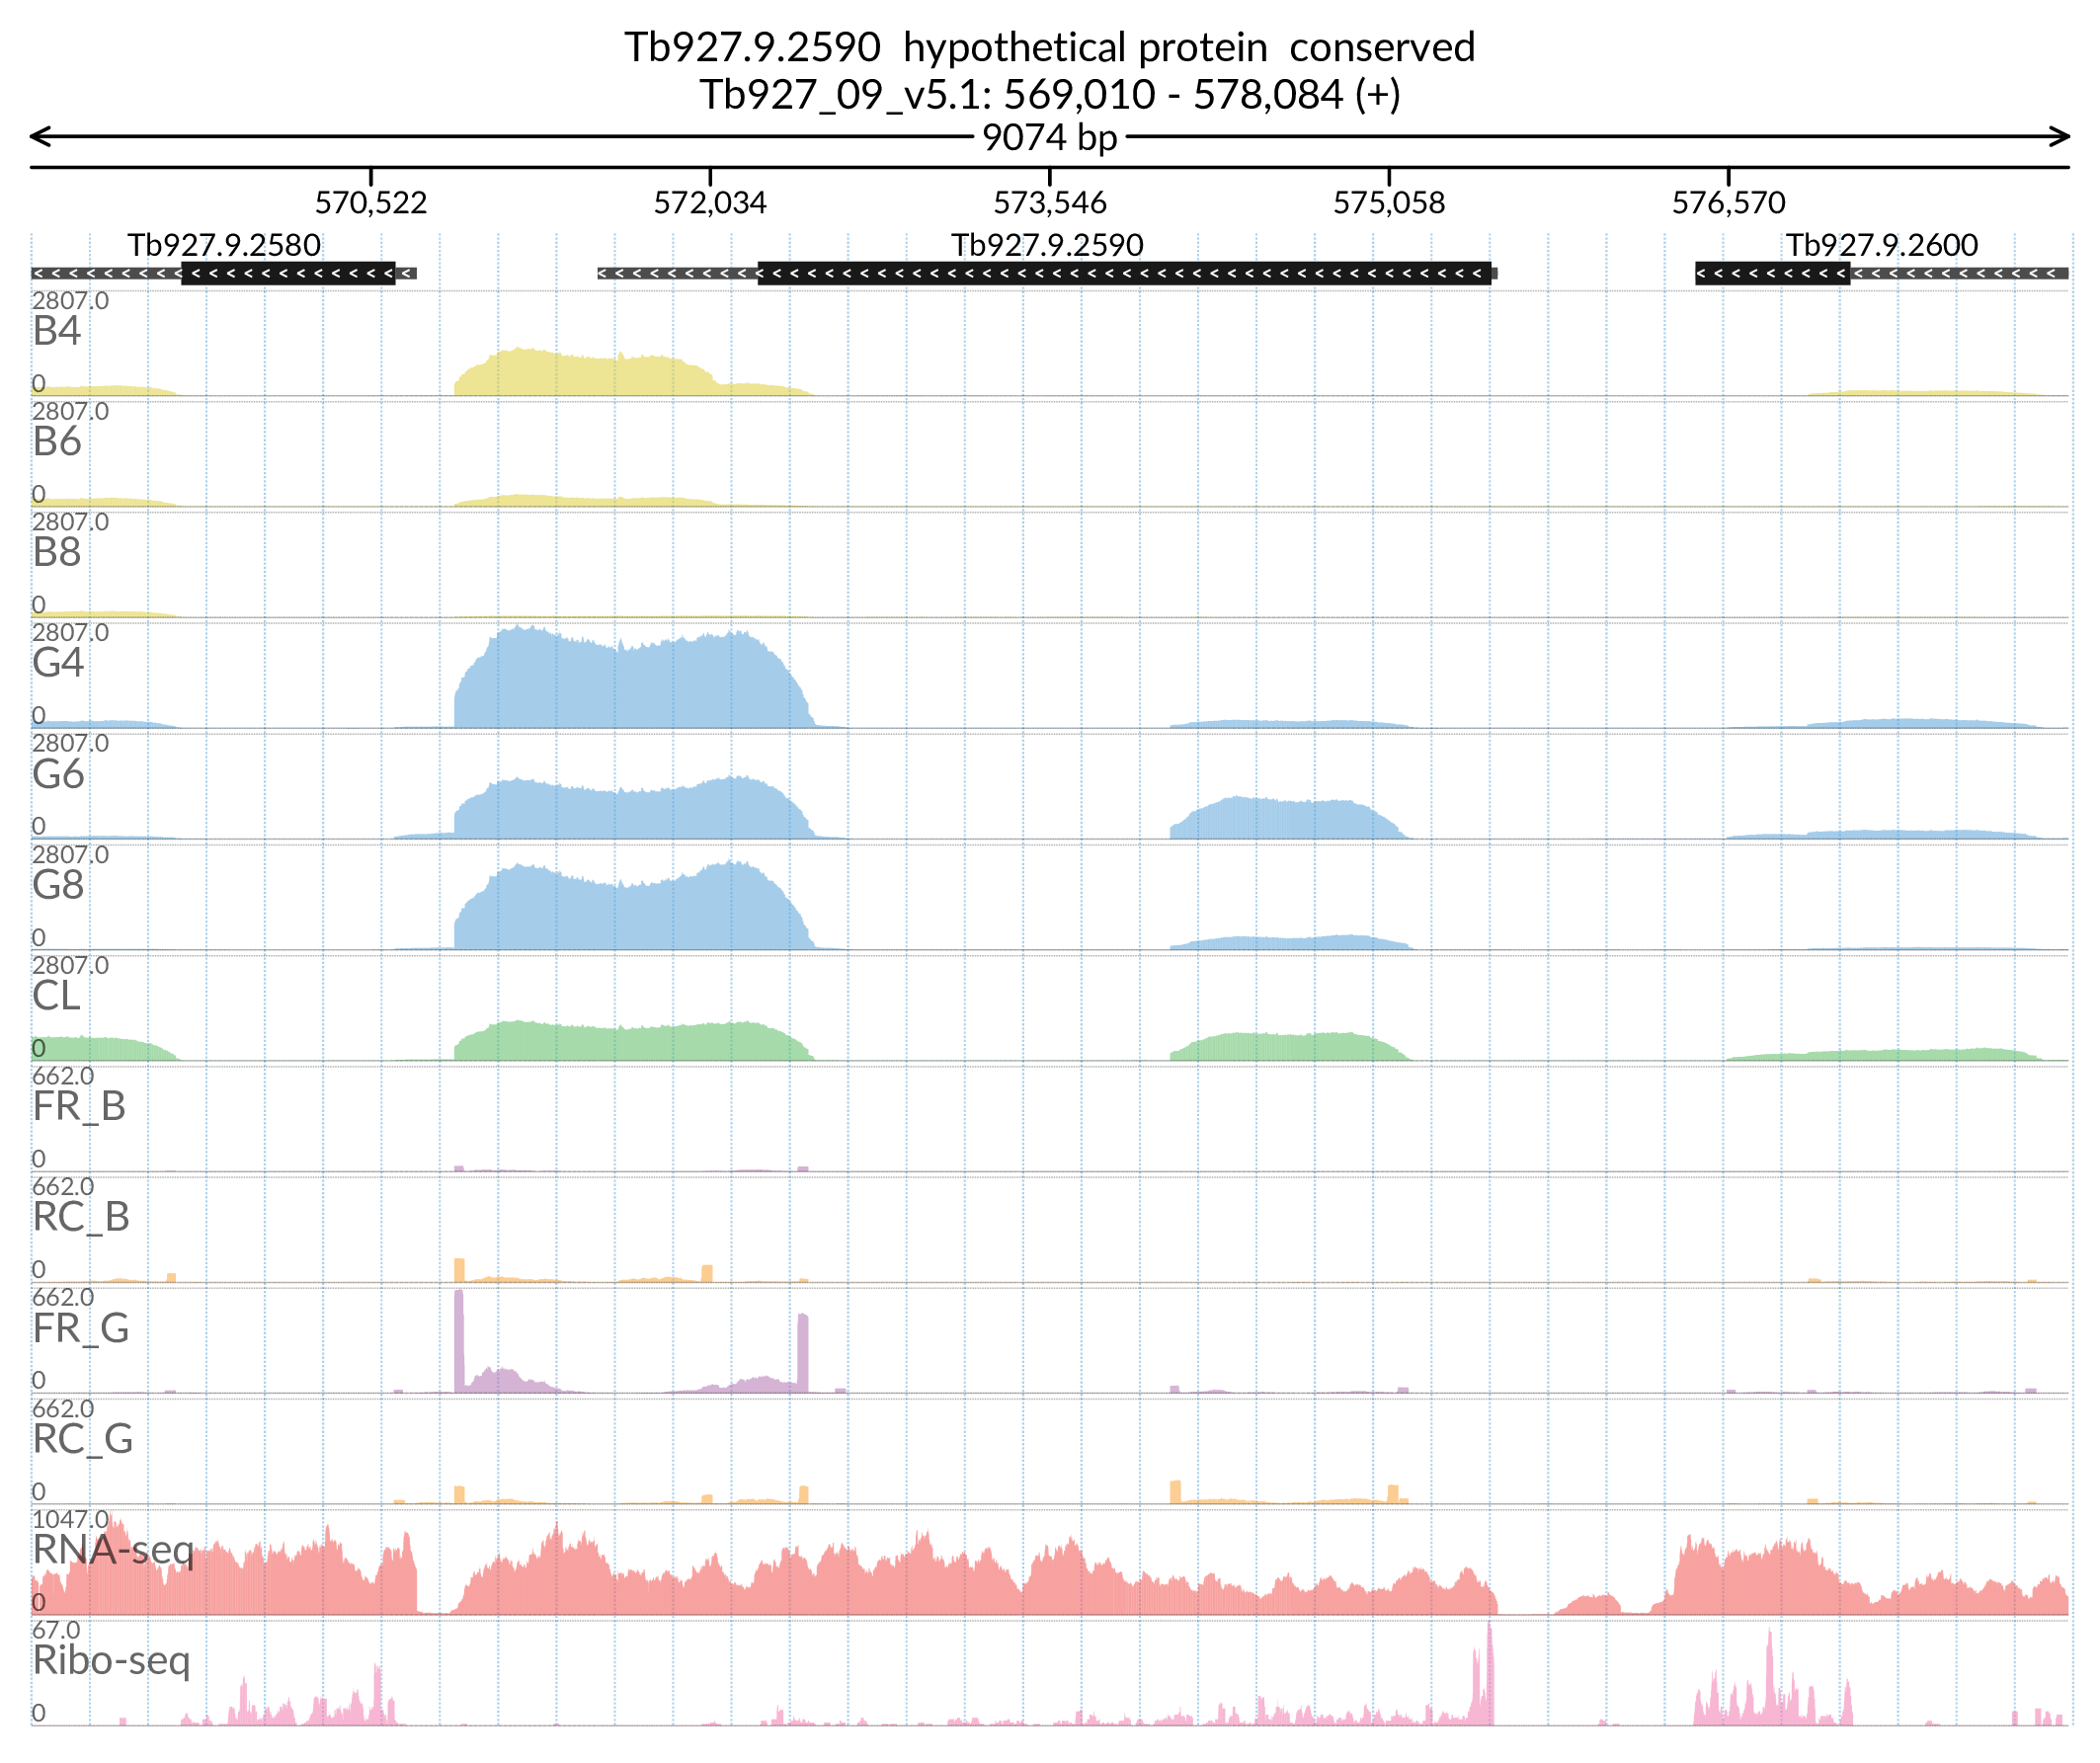 Tb927.9.2590  hypothetical protein  conserved
Tb927_09_v5.1: 569,010 - 578,084 (+)
9074 bp
570,522 572,034 573,546 575,058 576,570
Tb927.9.2580 Tb927.9.2590 Tb927.9.2600
2807.0
B4
0
2807.0
B6
0
2807.0
B8
0
2807.0
G4
0
2807.0
G6
0
2807.0
G8
0
2807.0
CL
0
662.0
FR_B
0
662.0
RC_B
0
662.0
FR_G
0
662.0
RC_G
0
1047.0
RNA-seq
0
67.0
Ribo-seq
0